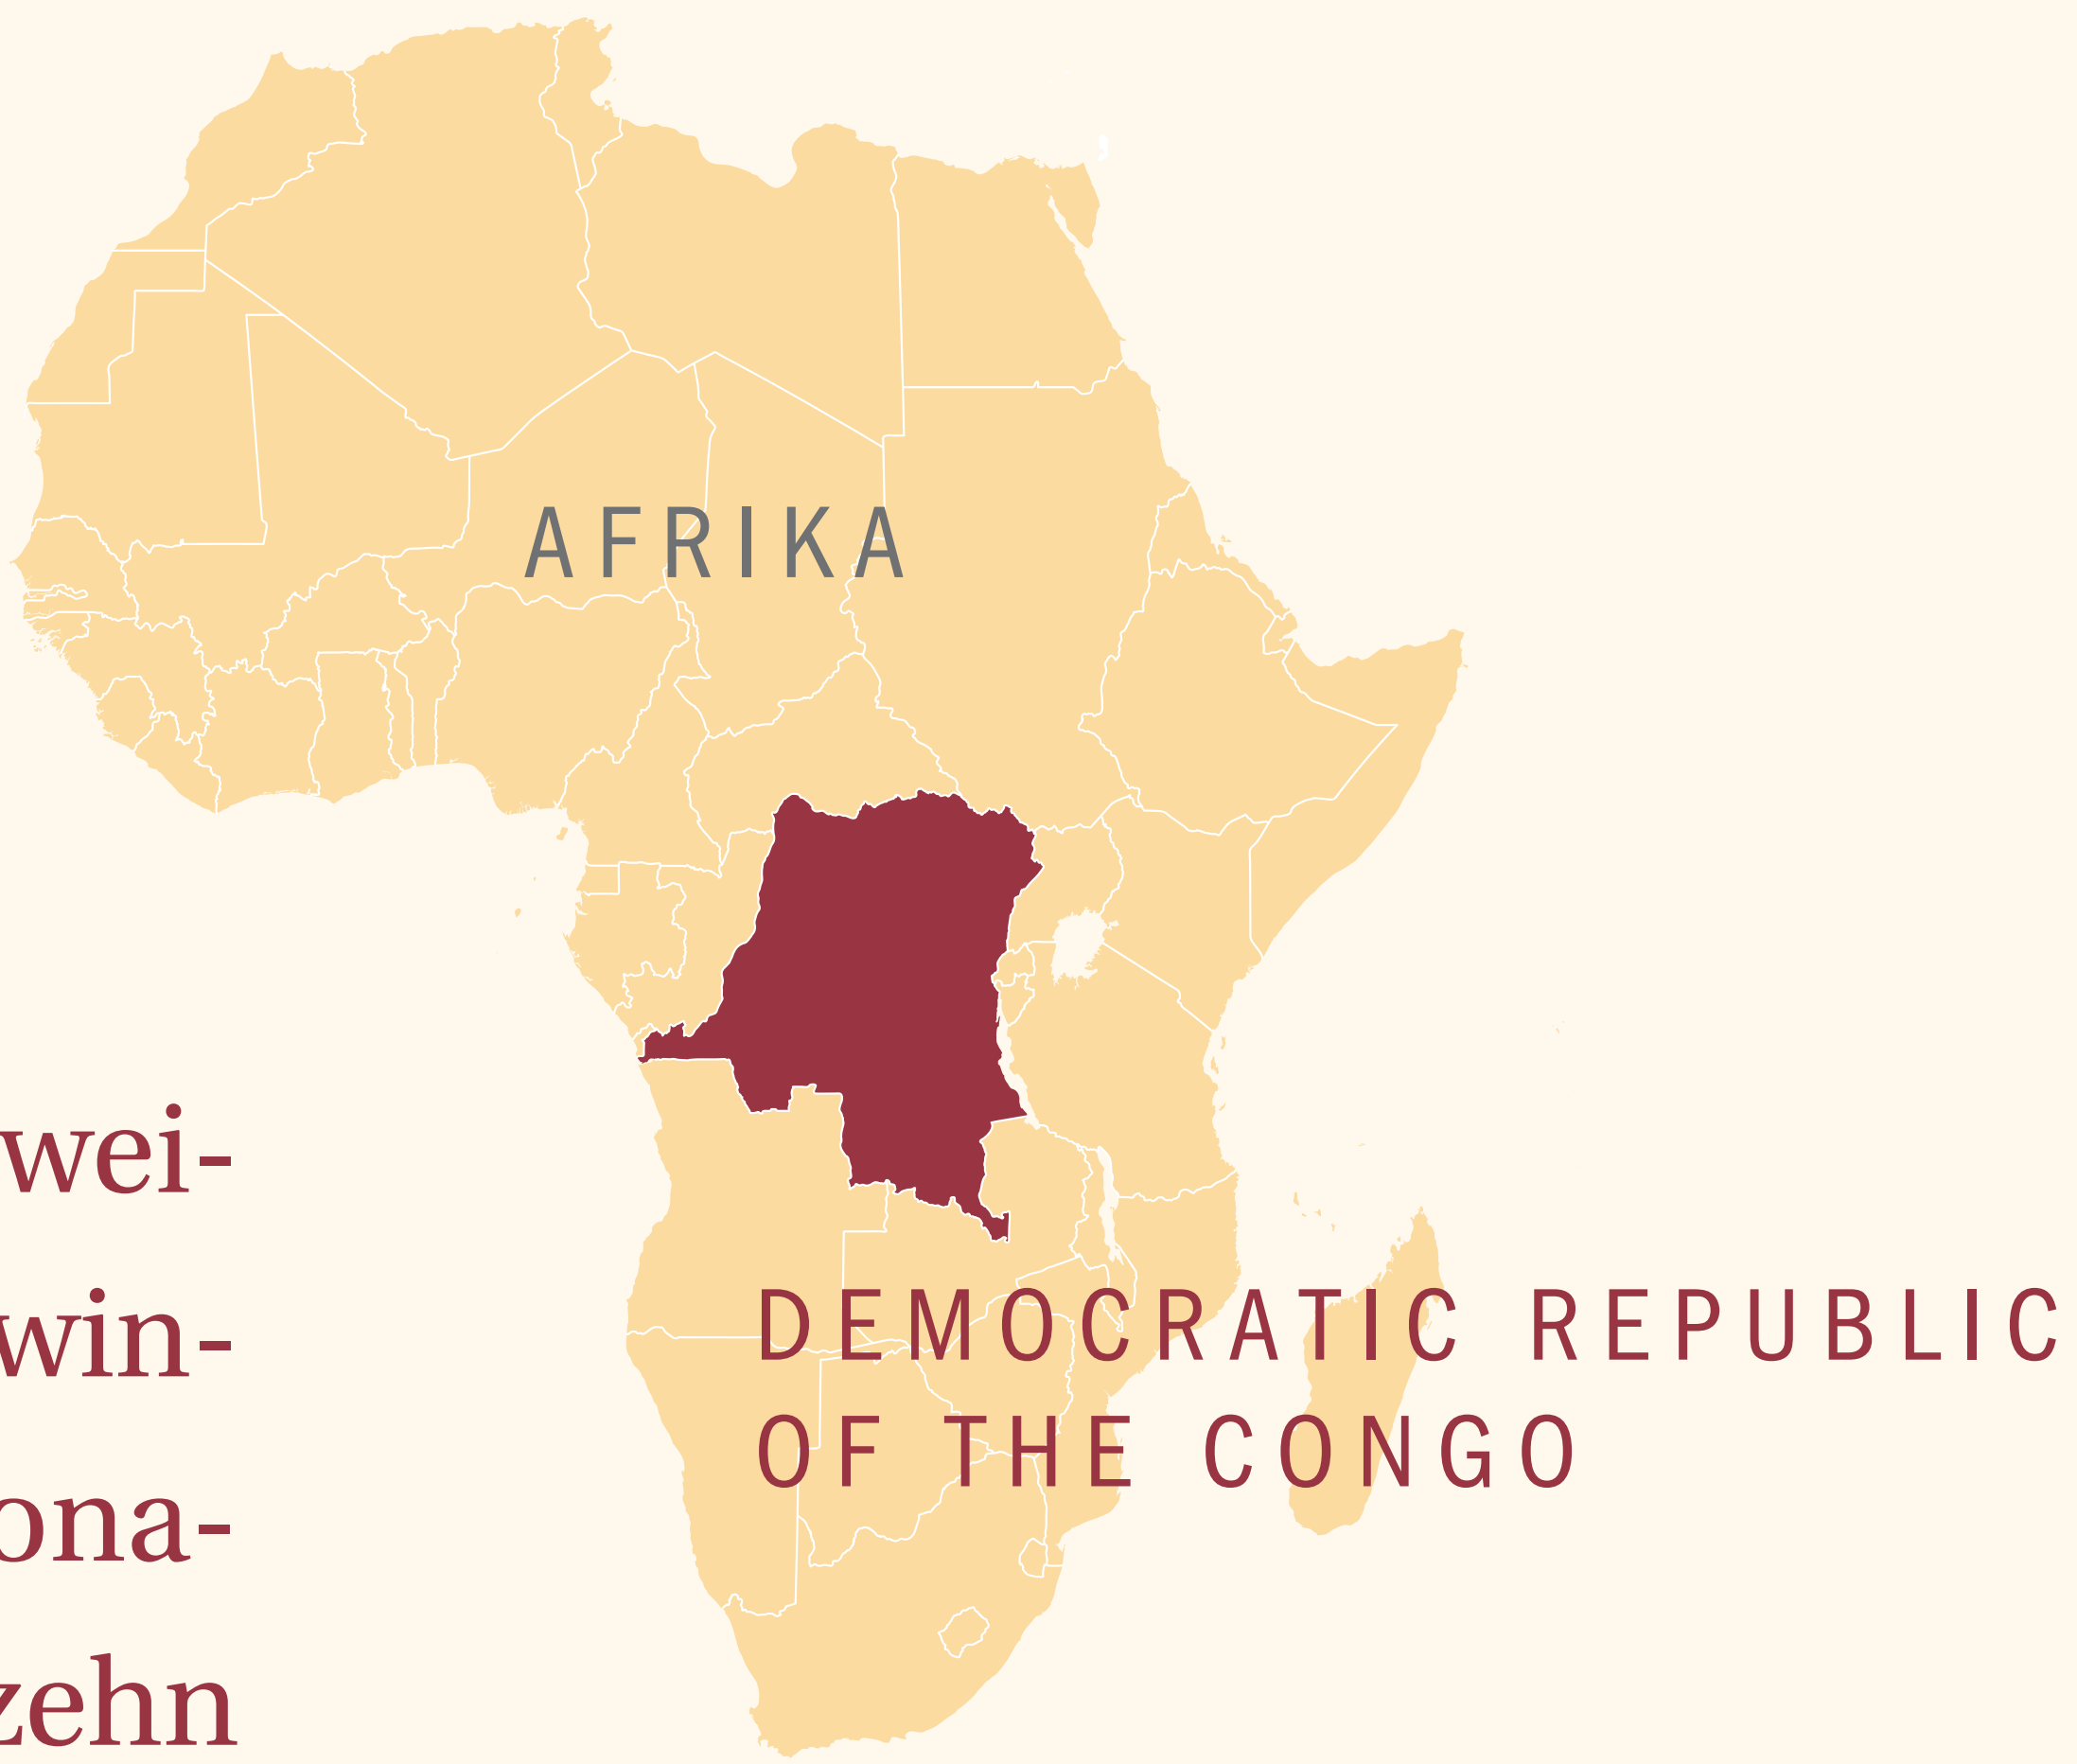 AFRIKA
DEMOCRATIC REPUBLIC
OF THE CONGO
wei-
win-
ona-
zehn